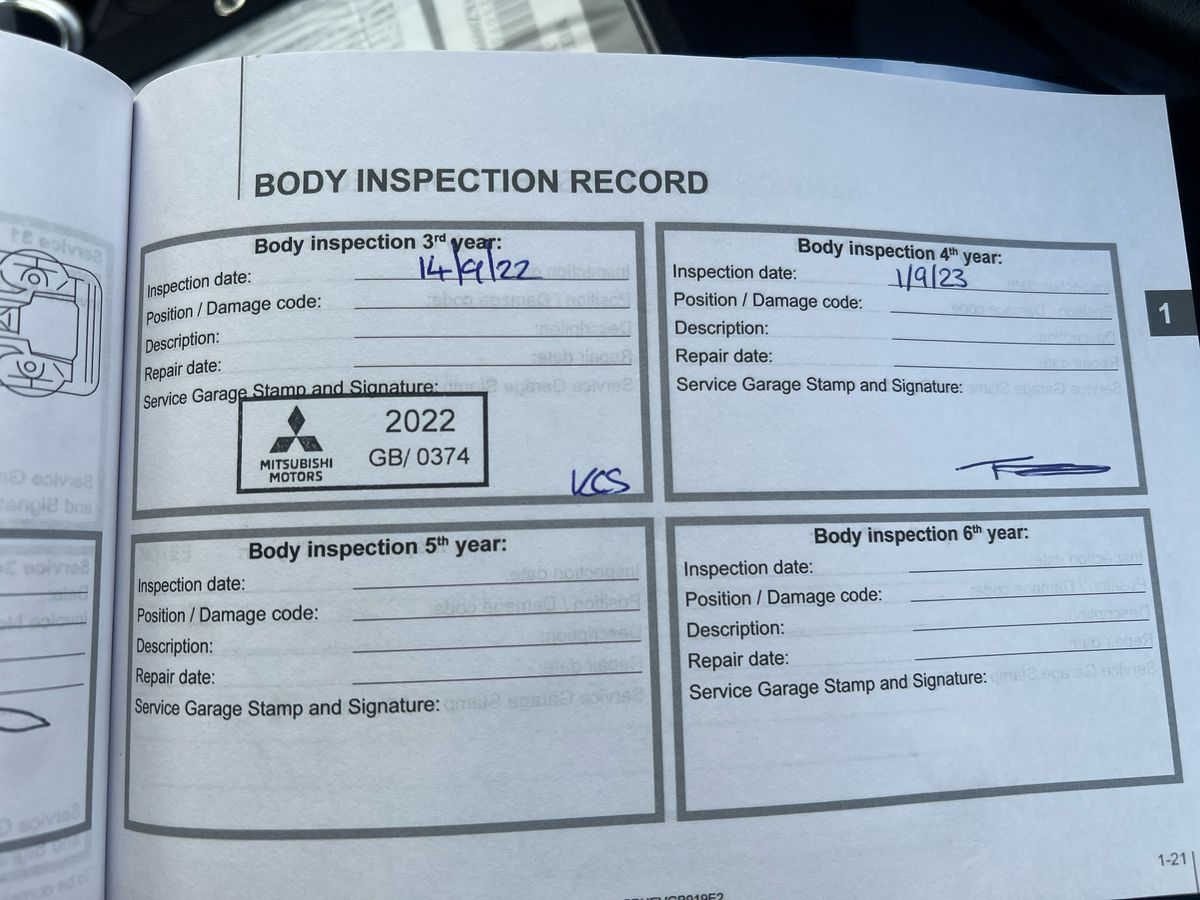 BODY INSPECTION RECORD
Body inspection 3rd year:
Inspection date: 14/9/22
Position / Damage code:
Description:
Repair date:
Service Garage Stamp and Signature:
MITSUBISHI
MOTORS
2022
GB/ 0374
KCS
Body inspection 4th year:
Inspection date: 1/9/23
Position / Damage code:
Description:
Repair date:
Service Garage Stamp and Signature:
1
Body inspection 5th year:
Inspection date:
Position / Damage code:
Description:
Repair date:
Service Garage Stamp and Signature:
Body inspection 6th year:
Inspection date:
Position / Damage code:
Description:
Repair date:
Service Garage Stamp and Signature:
1-21